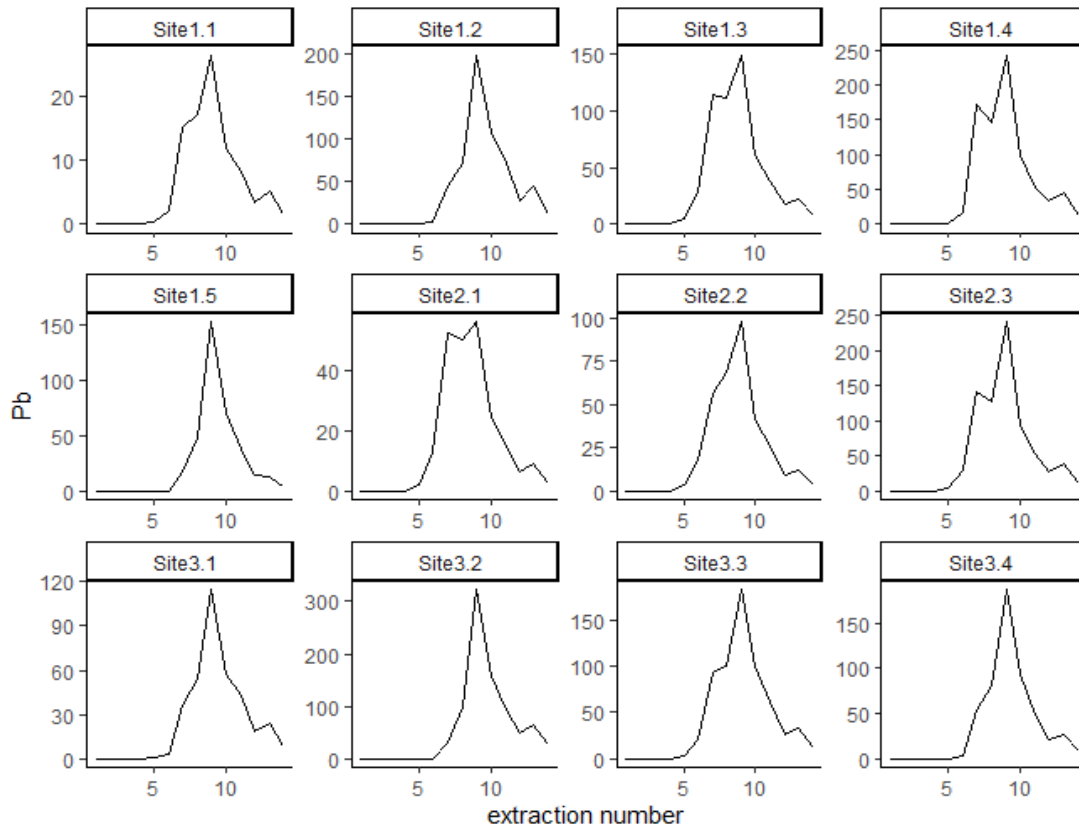 Site1.1 Site1.2 Site1.3 Site1.4
20 10 0
200 150 100 50 0
150 100 50 0
250 200 150 100 50 0
5 10 5 10 5 10 5 10
Site1.5 Site2.1 Site2.2 Site2.3
150 100 50 0
40 20 0
100 75 50 25 0
250 200 150 100 50 0
5 10 5 10 5 10 5 10
Pb
Site3.1 Site3.2 Site3.3 Site3.4
120 90 60 30 0
300 200 100 0
150 100 50 0
150 100 50 0
5 10 5 10 5 10 5 10
extraction number